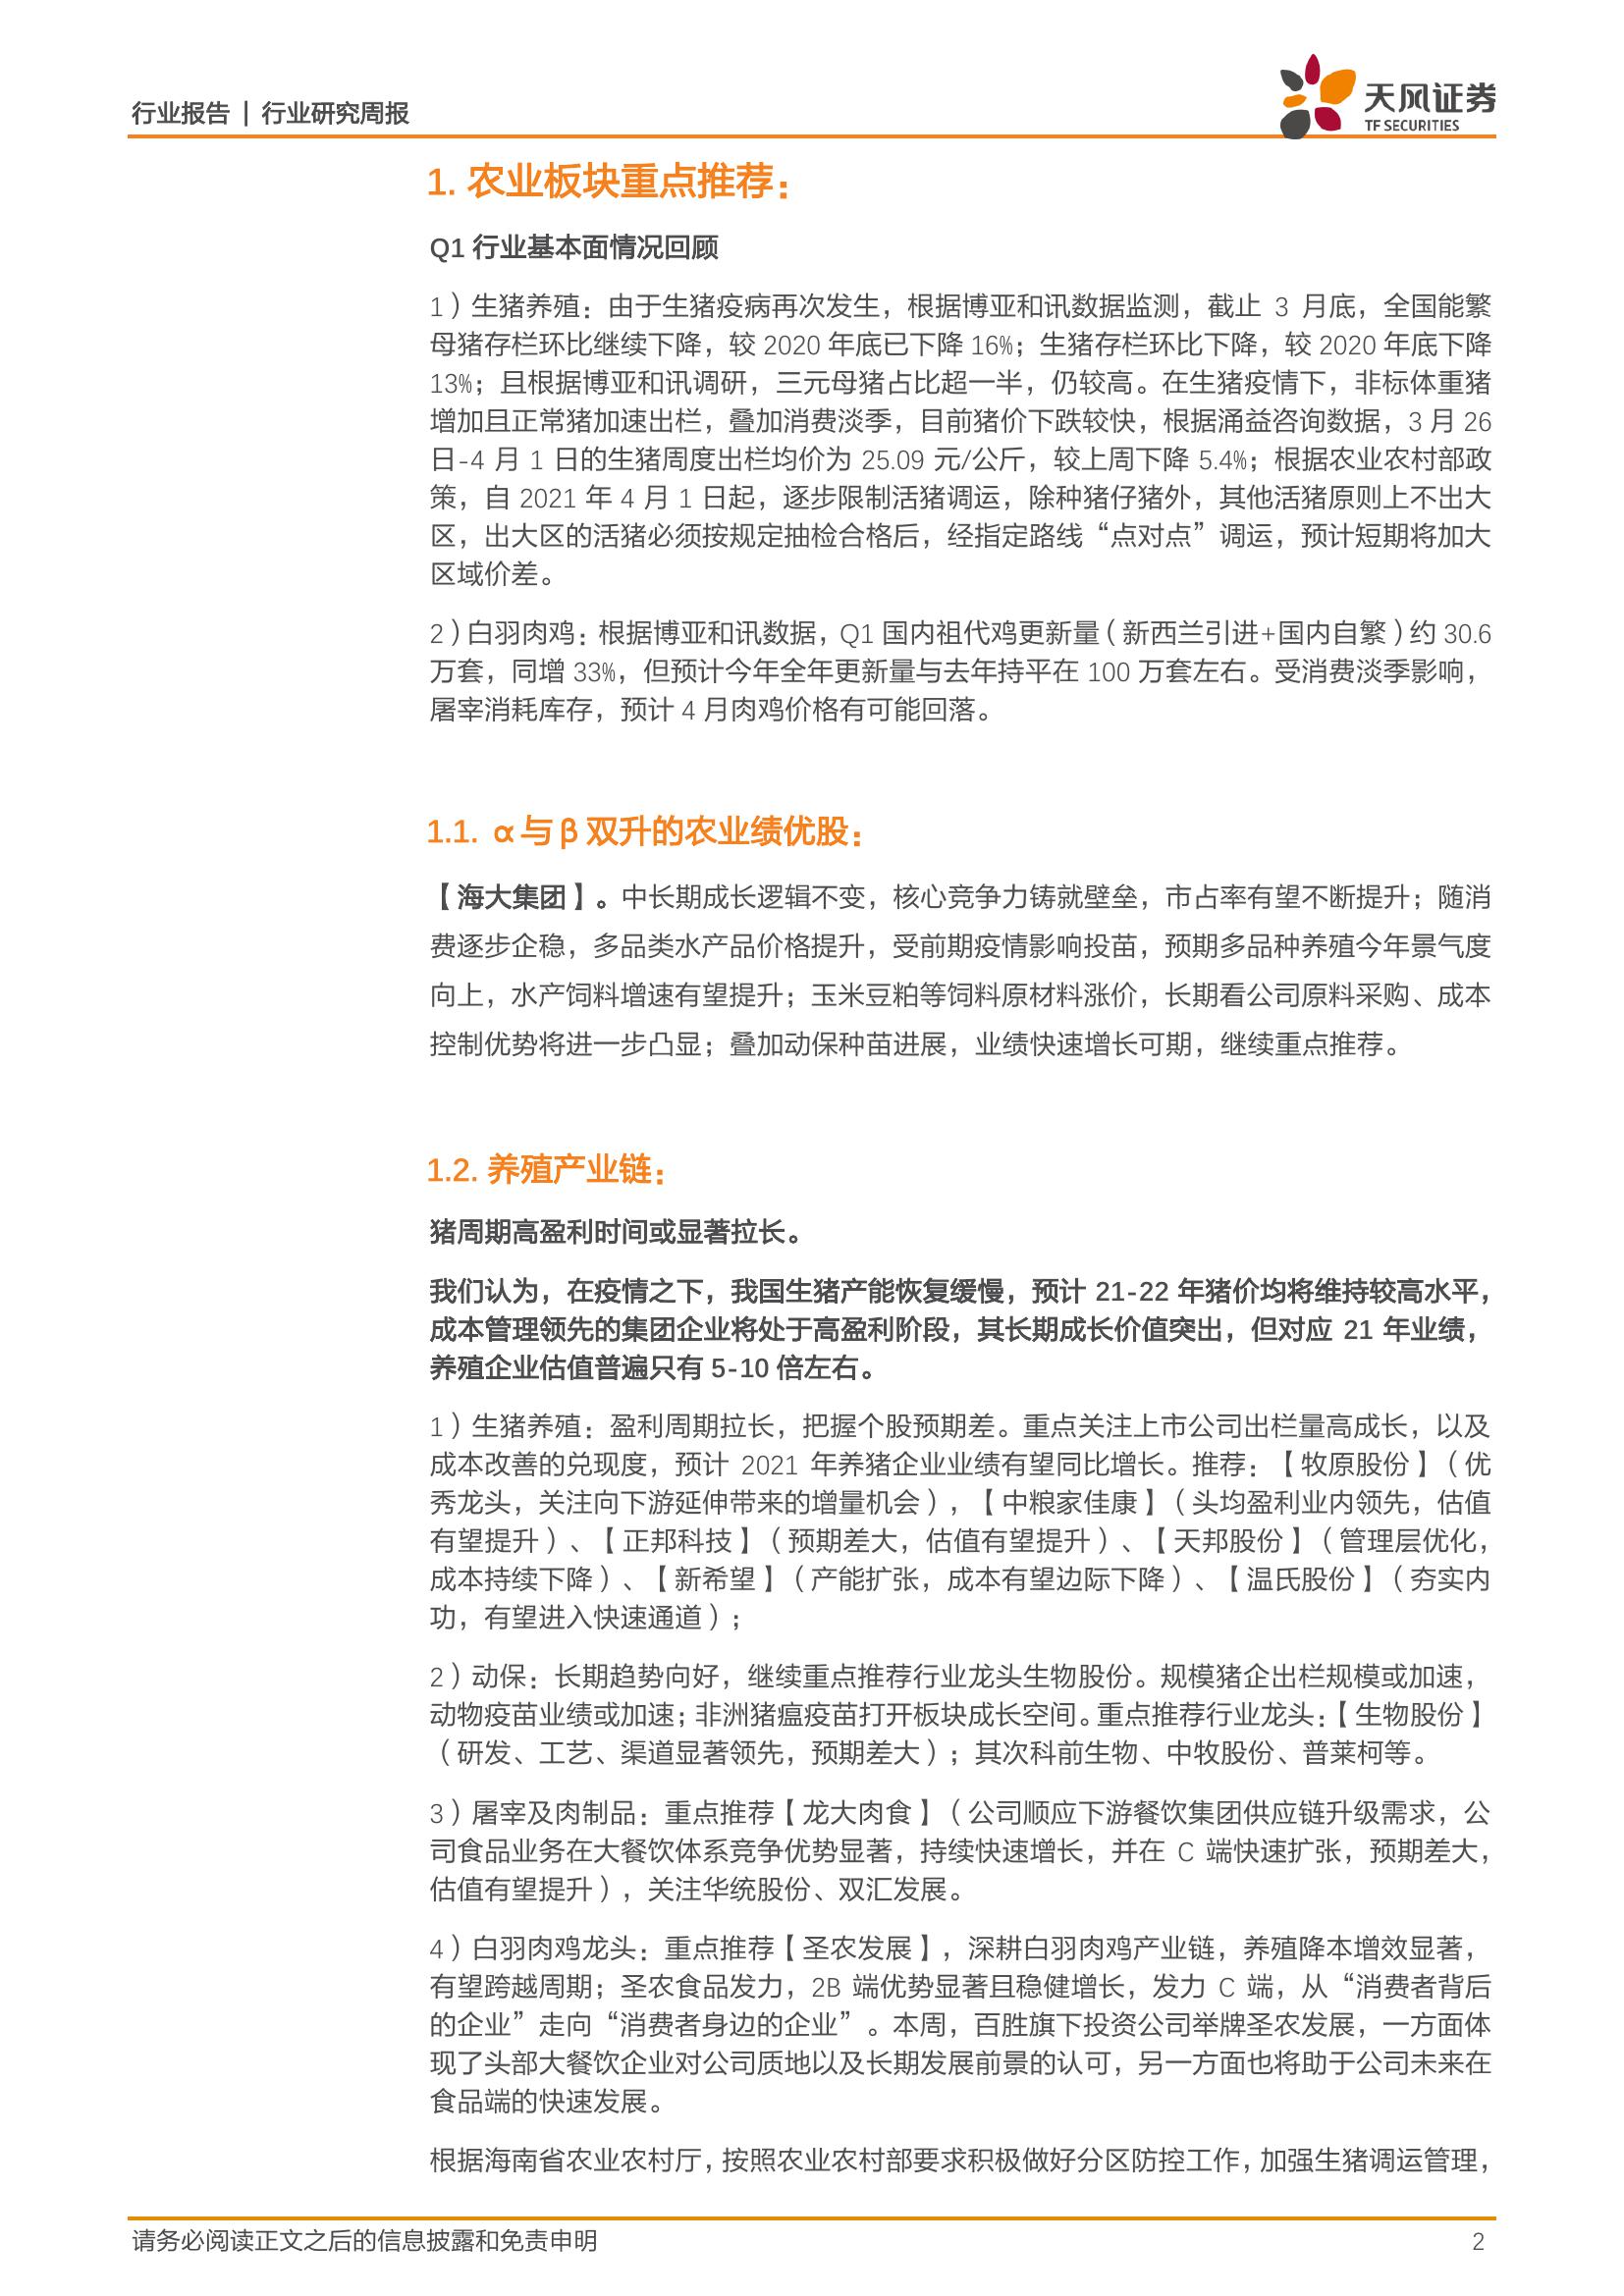 行业报告 | 行业研究周报
天风证券
TF SECURITIES
1. 农业板块重点推荐：
Q1 行业基本面情况回顾
1）生猪养殖：由于生猪疫病再次发生，根据博亚和讯数据监测，截止 3 月底，全国能繁
母猪存栏环比继续下降，较 2020 年底已下降 16%；生猪存栏环比下降，较 2020 年底下降
13%；且根据博亚和讯调研，三元母猪占比超一半，仍较高。在生猪疫情下，非标体重猪
增加且正常猪加速出栏，叠加消费淡季，目前猪价下跌较快，根据涌益咨询数据，3 月 26
日-4 月 1 日的生猪周度出栏均价为 25.09 元/公斤，较上周下降 5.4%；根据农业农村部政
策，自 2021 年 4 月 1 日起，逐步限制活猪调运，除种猪仔猪外，其他活猪原则上不出大
区，出大区的活猪必须按规定抽检合格后，经指定路线“点对点”调运，预计短期将加大
区域价差。
2）白羽肉鸡：根据博亚和讯数据，Q1 国内祖代鸡更新量（新西兰引进+国内自繁）约 30.6
万套，同增 33%，但预计今年全年更新量与去年持平在 100 万套左右。受消费淡季影响，
屠宰消耗库存，预计 4 月肉鸡价格有可能回落。
1.1. α与β双升的农业绩优股：
【海大集团】。中长期成长逻辑不变，核心竞争力铸就壁垒，市占率有望不断提升；随消
费逐步企稳，多品类水产品价格提升，受前期疫情影响投苗，预期多品种养殖今年景气度
向上，水产饲料增速有望提升；玉米豆粕等饲料原材料涨价，长期看公司原料采购、成本
控制优势将进一步凸显；叠加动保种苗进展，业绩快速增长可期，继续重点推荐。
1.2. 养殖产业链：
猪周期高盈利时间或显著拉长。
我们认为，在疫情之下，我国生猪产能恢复缓慢，预计 21-22 年猪价均将维持较高水平，
成本管理领先的集团企业将处于高盈利阶段，其长期成长价值突出，但对应 21 年业绩，
养殖企业估值普遍只有 5-10 倍左右。
1）生猪养殖：盈利周期拉长，把握个股预期差。重点关注上市公司出栏量高成长，以及
成本改善的兑现度，预计 2021 年养猪企业业绩有望同比增长。推荐：【牧原股份】（优
秀龙头，关注向下游延伸带来的增量机会），【中粮家佳康】（头均盈利业内领先，估值
有望提升）、【正邦科技】（预期差大，估值有望提升）、【天邦股份】（管理层优化，
成本持续下降）、【新希望】（产能扩张，成本有望边际下降）、【温氏股份】（夯实内
功，有望进入快速通道）；
2）动保：长期趋势向好，继续重点推荐行业龙头生物股份。规模猪企出栏规模或加速，
动物疫苗业绩或加速；非洲猪瘟疫苗打开板块成长空间。重点推荐行业龙头：【生物股份】
（研发、工艺、渠道显著领先，预期差大）；其次科前生物、中牧股份、普莱柯等。
3）屠宰及肉制品：重点推荐【龙大肉食】（公司顺应下游餐饮集团供应链升级需求，公
司食品业务在大餐饮体系竞争优势显著，持续快速增长，并在 C 端快速扩张，预期差大，
估值有望提升），关注华统股份、双汇发展。
4）白羽肉鸡龙头：重点推荐【圣农发展】，深耕白羽肉鸡产业链，养殖降本增效显著，
有望跨越周期；圣农食品发力，2B 端优势显著且稳健增长，发力 C 端，从“消费者背后
的企业”走向“消费者身边的企业”。本周，百胜旗下投资公司举牌圣农发展，一方面体
现了头部大餐饮企业对公司质地以及长期发展前景的认可，另一方面也将助于公司未来在
食品端的快速发展。
根据海南省农业农村厅，按照农业农村部要求积极做好分区防控工作，加强生猪调运管理，
请务必阅读正文之后的信息披露和免责申明
2